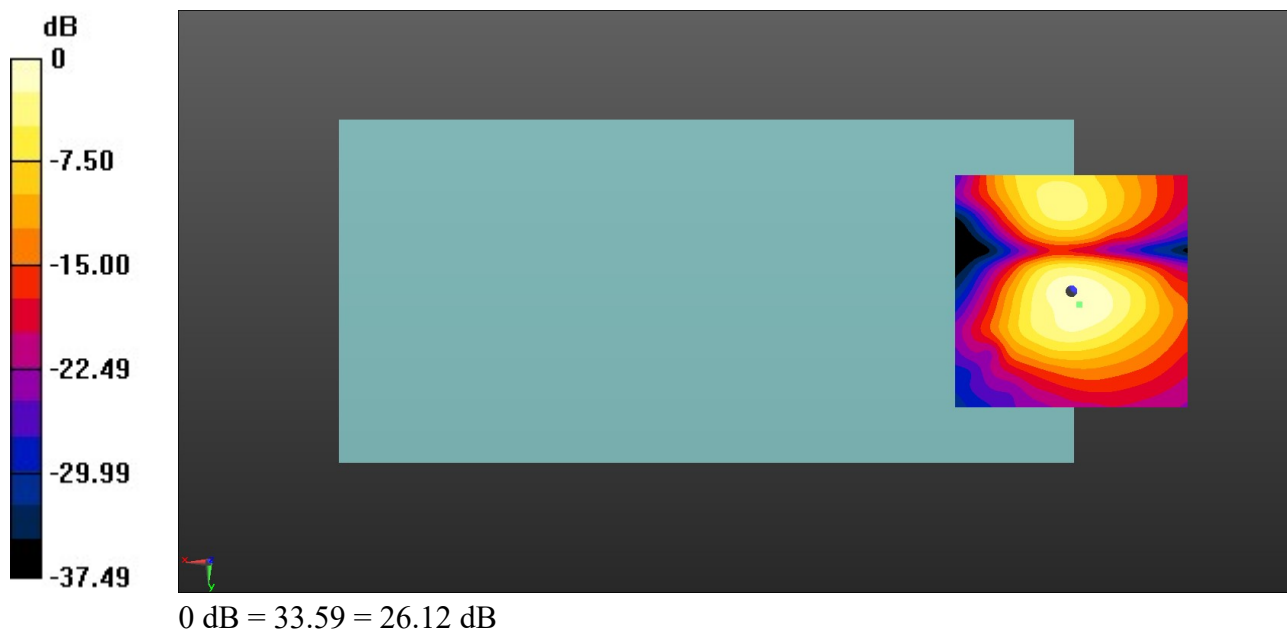 dB
0
-7.50
-15.00
-22.49
-29.99
-37.49
x
y
0 dB = 33.59 = 26.12 dB